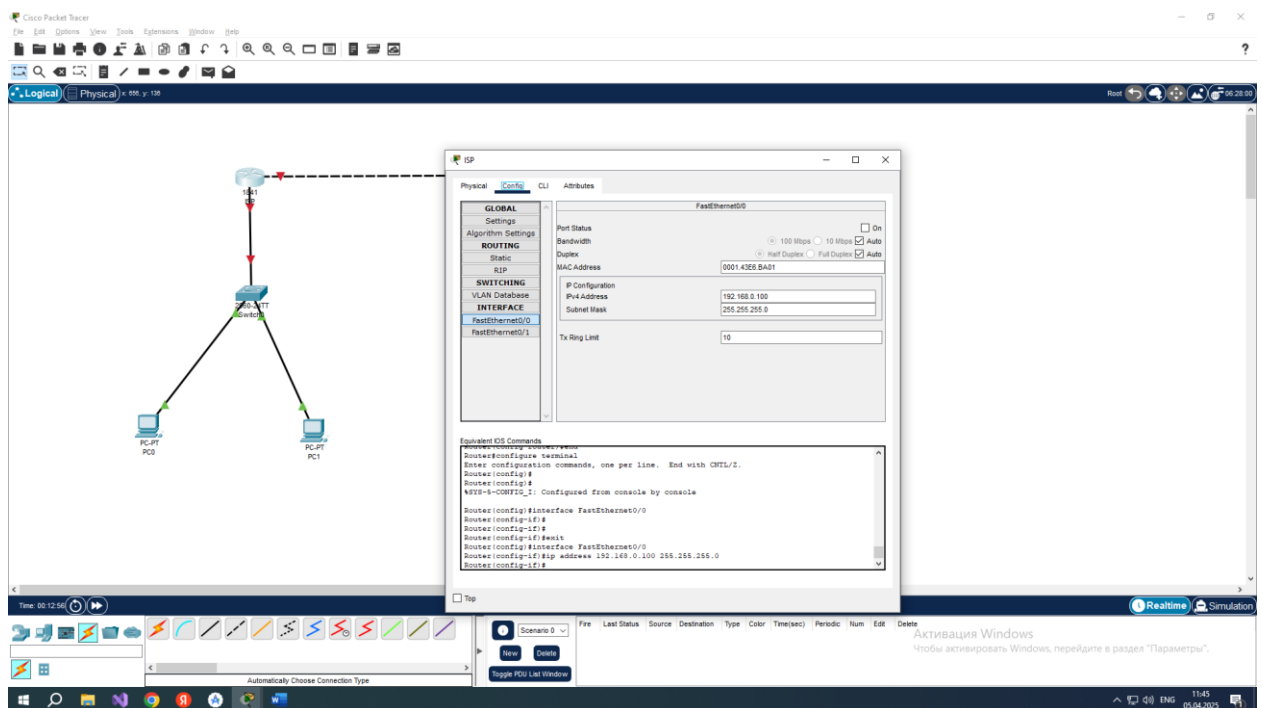 Cisco Packet Tracer
File Edit Options View Tools Extensions Window Help
?
Logical Physical x: 666, y: 136 Root 06:28:00
1841
ISP
2960-24TT
Switch0
PC-PT
PC0
PC-PT
PC1
ISP
Physical Config CLI Attributes
GLOBAL
Settings
Algorithm Settings
ROUTING
Static
RIP
SWITCHING
VLAN Database
INTERFACE
FastEthernet0/0
FastEthernet0/1
FastEthernet0/0
Port Status On
Bandwidth 100 Mbps 10 Mbps Auto
Duplex Half Duplex Full Duplex Auto
MAC Address 0001.43E6.BA01
IP Configuration
IPv4 Address 192.168.0.100
Subnet Mask 255.255.255.0
Tx Ring Limit 10
Equivalent IOS Commands
Router(config-router)#end
Router#configure terminal
Enter configuration commands, one per line. End with CNTL/Z.
Router(config)#
Router(config)#
%SYS-5-CONFIG_I: Configured from console by console
Router(config)#interface FastEthernet0/0
Router(config-if)#
Router(config-if)#
Router(config-if)#exit
Router(config)#interface FastEthernet0/0
Router(config-if)#ip address 192.168.0.100 255.255.255.0
Router(config-if)#
Top
Time: 00:12:56 Realtime Simulation
Scenario 0
New Delete
Toggle PDU List Window
Fire Last Status Source Destination Type Color Time(sec) Periodic Num Edit Delete
Активация Windows
Чтобы активировать Windows, перейдите в раздел "Параметры".
Automatically Choose Connection Type
ENG 11:45
05.04.2025